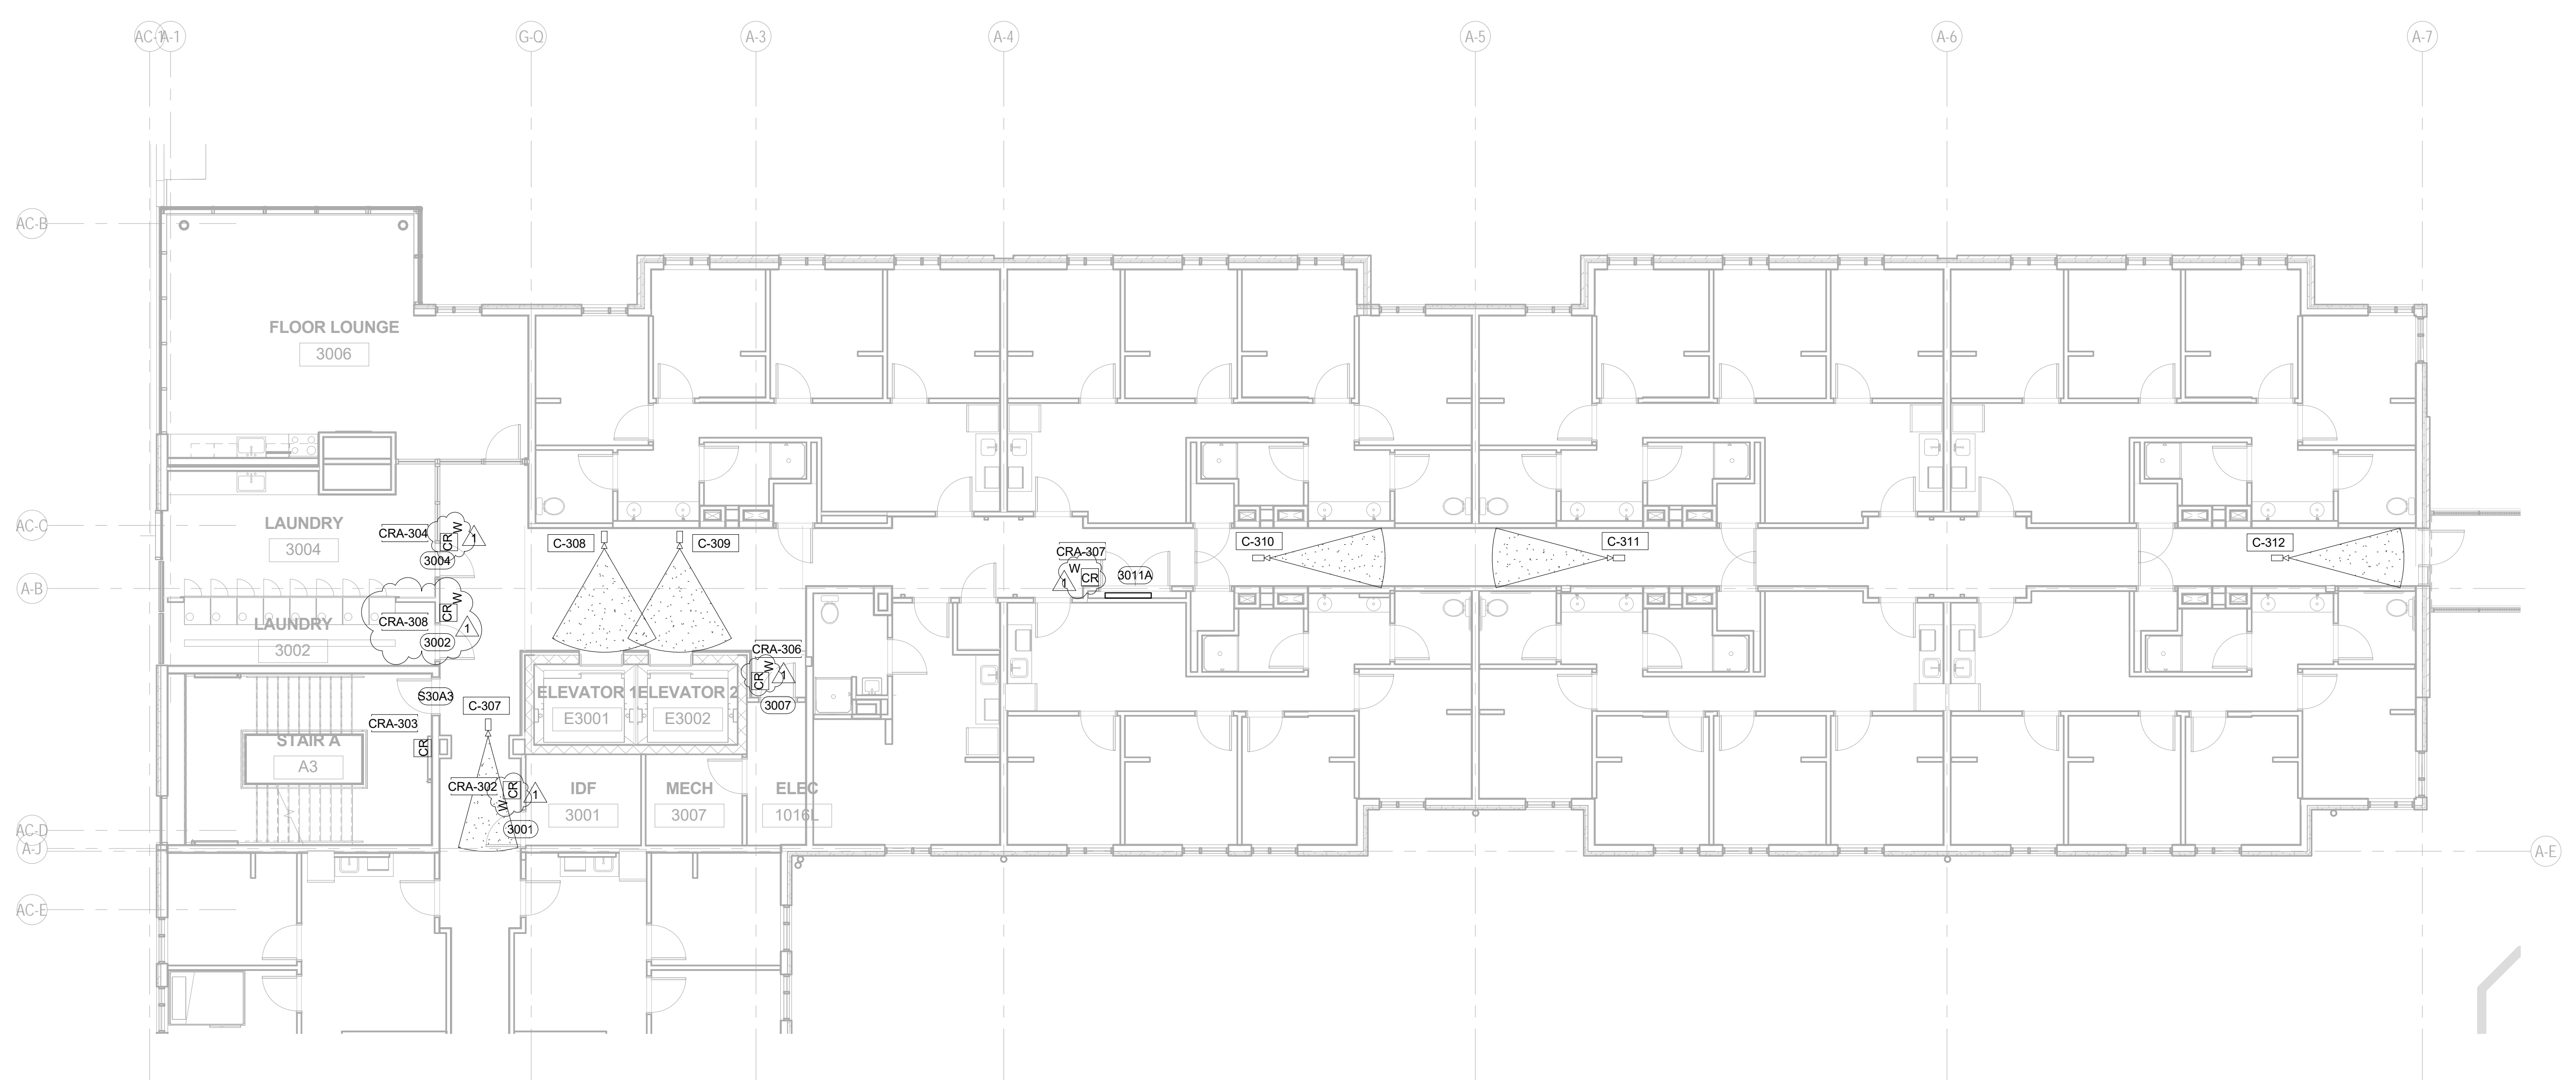 AC-1
A-1
G-Q
A-3
A-4
A-5
A-6
A-7
AC-B
FLOOR LOUNGE
3006
AC-C
LAUNDRY
3004
CRA-304
CR
W
1
3004
C-308
C-309
CRA-307
W
CR
1
3011A
C-310
C-311
C-312
A-B
LAUNDRY
3002
CRA-308
CR
W
1
3002
CRA-306
CR
W
1
3007
S30A3
C-307
CRA-303
CR
STAIR A
A3
ELEVATOR 1
E3001
ELEVATOR 2
E3002
CRA-302
CR
W
1
3001
IDF
3001
MECH
3007
ELEC
1016L
AC-D
A-J
A-E
AC-E